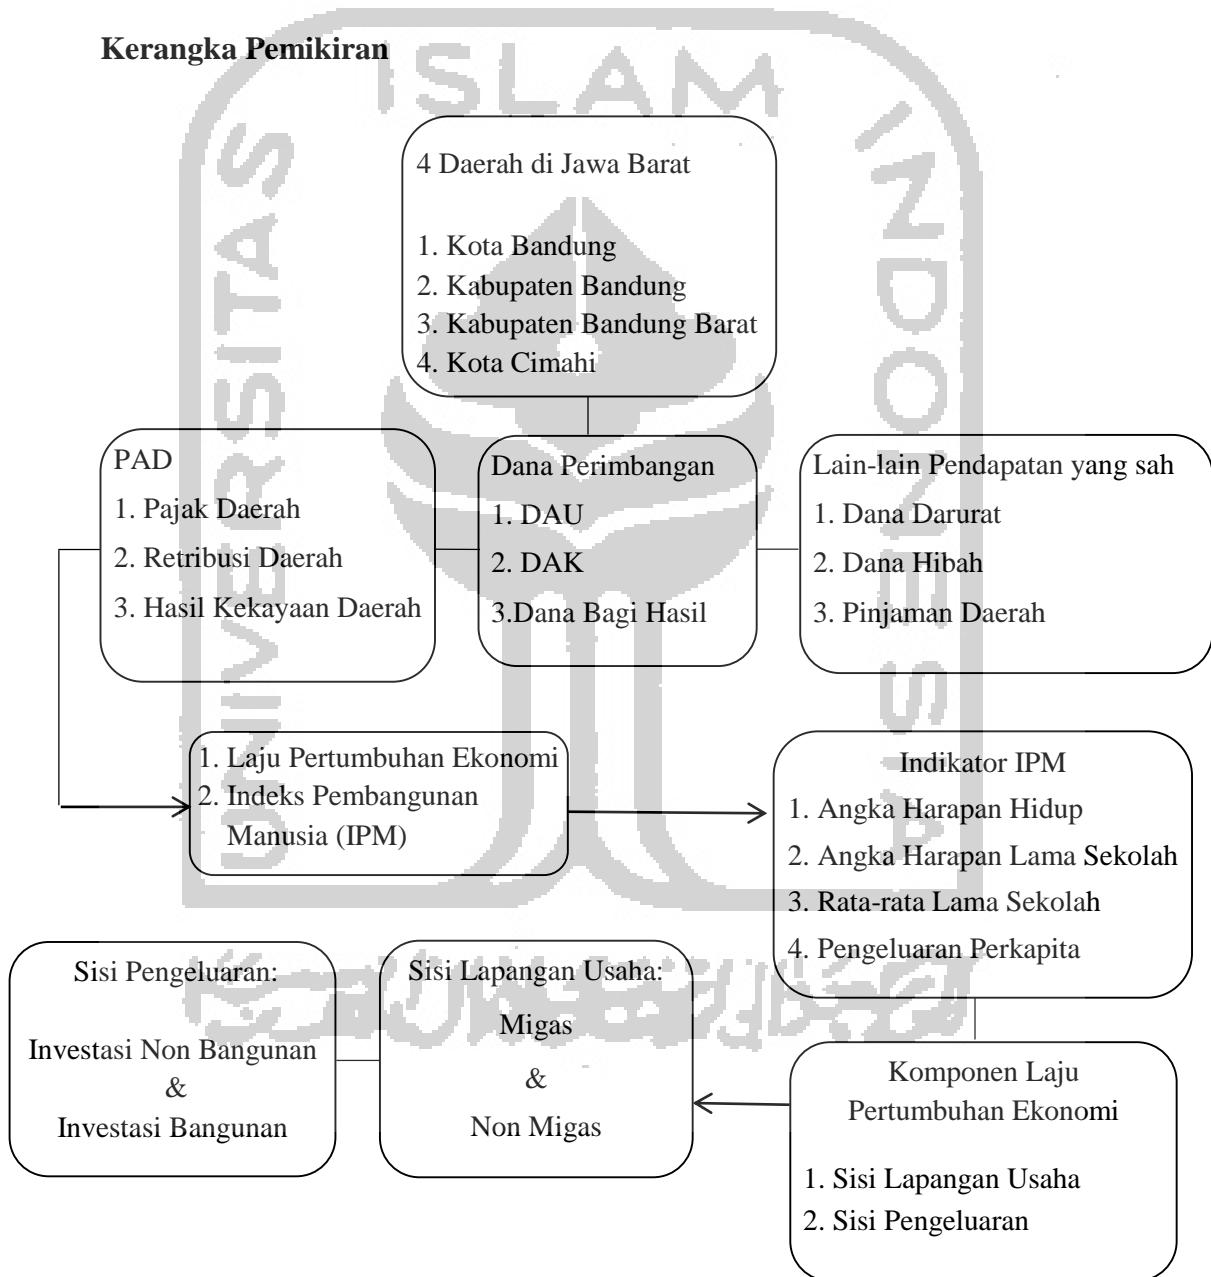 Kerangka Pemikiran
UNIVERSITAS
ISLAM
INDONESIA
4 Daerah di Jawa Barat
1. Kota Bandung
2. Kabupaten Bandung
3. Kabupaten Bandung Barat
4. Kota Cimahi
PAD
1. Pajak Daerah
2. Retribusi Daerah
3. Hasil Kekayaan Daerah
Dana Perimbangan
1. DAU
2. DAK
3.Dana Bagi Hasil
Lain-lain Pendapatan yang sah
1. Dana Darurat
2. Dana Hibah
3. Pinjaman Daerah
1. Laju Pertumbuhan Ekonomi
2. Indeks Pembangunan
Manusia (IPM)
Indikator IPM
1. Angka Harapan Hidup
2. Angka Harapan Lama Sekolah
3. Rata-rata Lama Sekolah
4. Pengeluaran Perkapita
Sisi Pengeluaran:
Investasi Non Bangunan
&
Investasi Bangunan
Sisi Lapangan Usaha:
Migas
&
Non Migas
Komponen Laju
Pertumbuhan Ekonomi
1. Sisi Lapangan Usaha
2. Sisi Pengeluaran